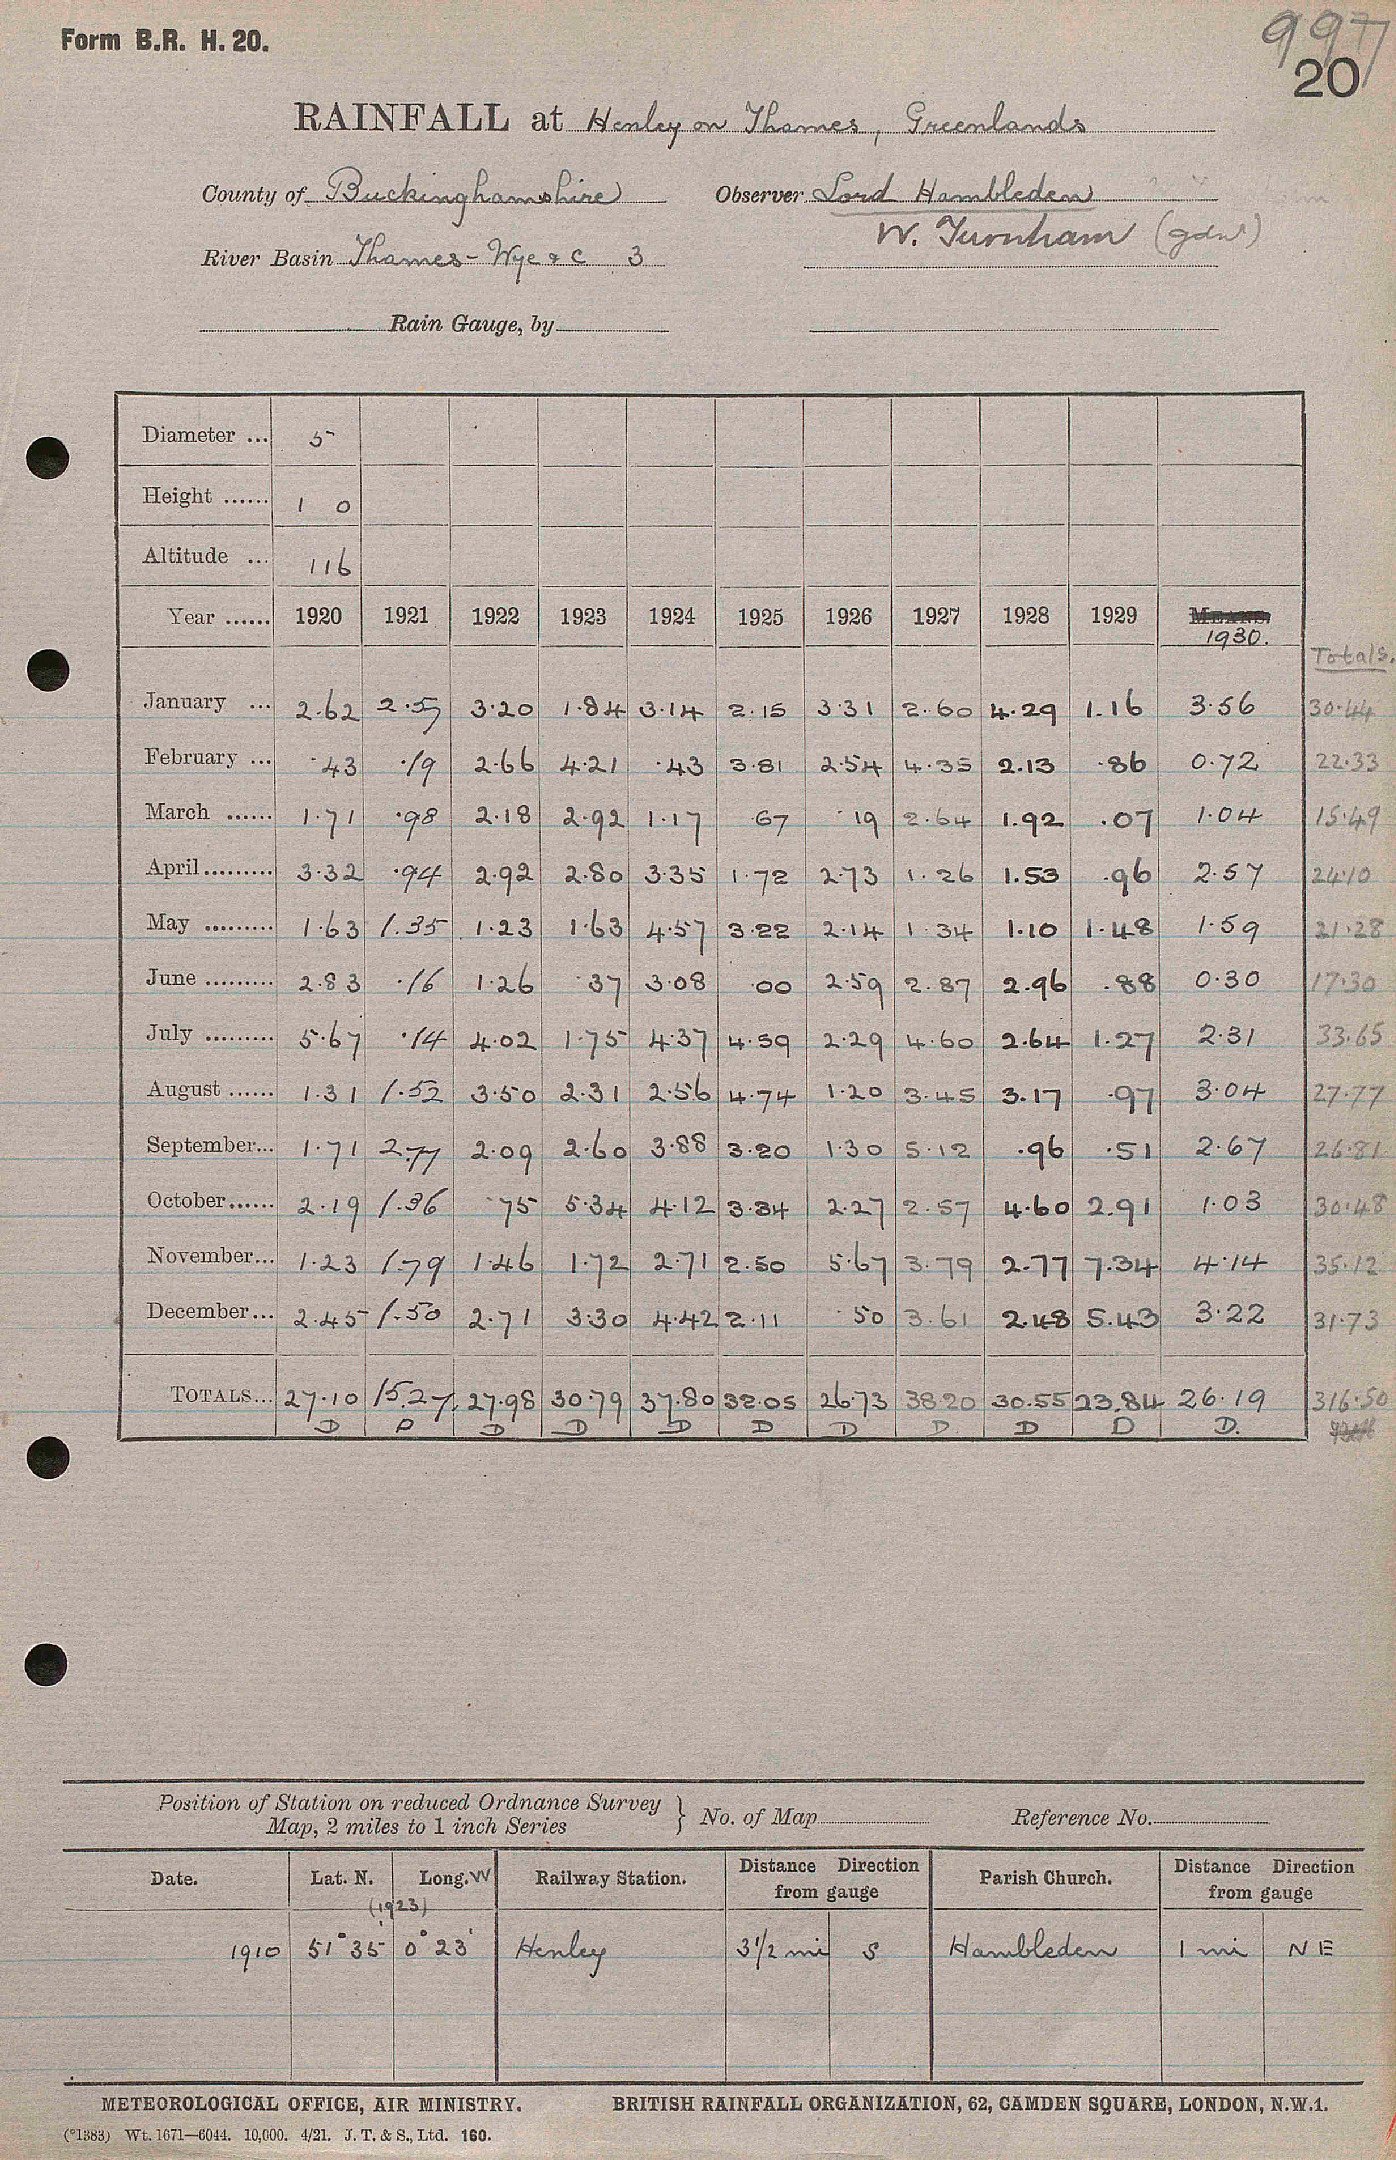 Form B.R. H. 20.
997
20
RAINFALL at Henley on Thames, Greenlands
County of Buckinghamshire Observer Lord Hambleden
W. Turnham (gdnr)
River Basin Thames - Wye & C 3
Rain Gauge, by
Diameter ... 5
Height ...... 1 0
Altitude ... 116
Year ...... 1920 1921 1922 1923 1924 1925 1926 1927 1928 1929 MEANS. 1930.
Totals.
January ... 2.62 2.57 3.20 1.84 3.14 2.15 3.31 2.60 4.29 1.16 3.56 30.44
February ... .43 .19 2.66 4.21 .43 3.81 2.54 4.35 2.13 .86 0.72 22.33
March ...... 1.71 .98 2.18 2.92 1.17 .67 .19 2.64 1.92 .07 1.04 15.49
April ......... 3.32 .94 2.92 2.80 3.35 1.72 2.73 1.26 1.53 .96 2.57 24.10
May ......... 1.63 1.35 1.23 1.63 4.57 3.22 2.14 1.34 1.10 1.48 1.59 21.28
June ......... 2.83 .16 1.26 .37 3.08 .00 2.59 2.87 2.96 .88 0.30 17.30
July ......... 5.67 .14 4.02 1.75 4.37 4.59 2.29 4.60 2.64 1.27 2.31 33.65
August ...... 1.31 1.52 3.50 2.31 2.56 4.74 1.20 3.45 3.17 .97 3.04 27.77
September... 1.71 2.77 2.09 2.60 3.88 3.20 1.30 5.12 .96 .51 2.67 26.81
October...... 2.19 1.36 .75 5.34 4.12 3.34 2.27 2.57 4.60 2.91 1.03 30.48
November... 1.23 1.79 1.46 1.72 2.71 2.50 5.67 3.79 2.77 7.34 4.14 35.12
December... 2.45 1.50 2.71 3.30 4.42 2.11 .50 3.61 2.48 5.43 3.22 31.73
TOTALS... 27.10 15.27 27.98 30.79 37.80 32.05 26.73 38.20 30.55 23.84 26.19 316.50
D D D D D D D D. D D D.
Position of Station on reduced Ordnance Survey
Map, 2 miles to 1 inch Series } No. of Map Reference No.
Date. Lat. N. Long. W Railway Station. Distance Direction from gauge Parish Church. Distance Direction from gauge
(1923)
1910 51° 35' 0° 23' Henley 3 1/2 mi S Hambleden 1 mi NE
METEOROLOGICAL OFFICE, AIR MINISTRY. BRITISH RAINFALL ORGANIZATION, 62, CAMDEN SQUARE, LONDON, N.W.1.
(°1383) Wt. 1671—6044. 10,000. 4/21. J. T. & S., Ltd. 160.